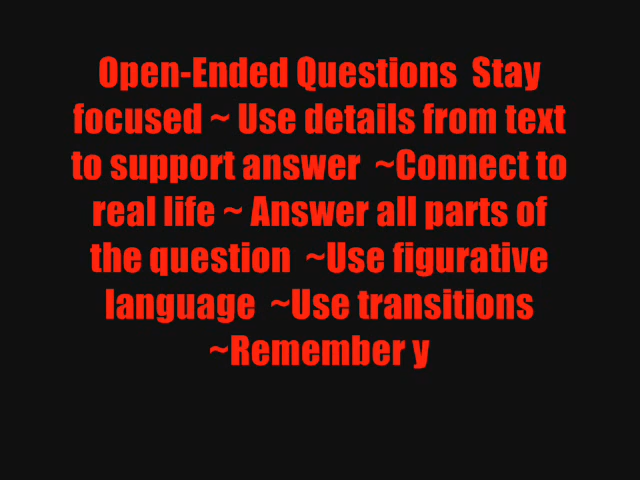 Open-Ended Questions  Stay
focused ~ Use details from text
to support answer  ~Connect to
real life ~ Answer all parts of
the question  ~Use figurative
language  ~Use transitions
~Remember y